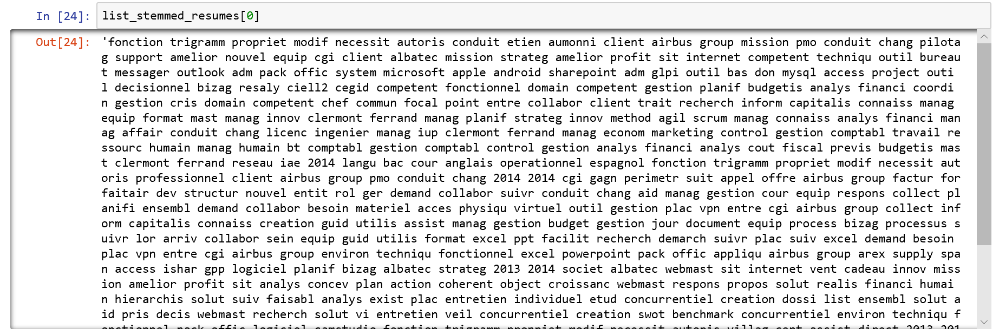 In [24]: list_stemmed_resumes[0]
Out[24]: 'fonction trigramm propriet modif necessit autoris conduit etien aumonni client airbus group mission pmo conduit chang pilota
g support amelior nouvel equip cgi client albatec mission strateg amelior profit sit internet competent techniqu outil bureau
t messager outlook adm pack offic system microsoft apple android sharepoint adm glpi outil bas don mysql access project outi
l decisionnel bizag resaly ciell2 cegid competent fonctionnel domain competent gestion planif budgetis analys financi coordi
n gestion cris domain competent chef commun focal point entre collabor client trait recherch inform capitalis connaiss manag
equip format mast manag innov clermont ferrand manag planif strateg innov method agil scrum manag connaiss analys financi man
ag affair conduit chang licenc ingenier manag iup clermont ferrand manag econom marketing control gestion comptabl travail re
ssourc humain manag humain bt comptabl gestion comptabl control gestion analys financi analys cout fiscal previs budgetis mas
t clermont ferrand reseau iae 2014 langu bac cour anglais operationnel espagnol fonction trigramm propriet modif necessit aut
oris professionnel client airbus group pmo conduit chang 2014 2014 cgi gagn perimetr suit appel offre airbus group factur for
faitair dev structur nouvel entit rol ger demand collabor suivr conduit chang aid manag gestion cour equip respons collect pl
anifi ensembl demand collabor besoin materiel acces physiqu virtuel outil gestion plac vpn entre cgi airbus group collect inf
orm capitalis connaiss creation guid utilis assist manag gestion budget gestion jour document equip process bizag processus s
uivr lor arriv collabor sein equip guid utilis format excel ppt facilit recherch demarch suivr plac suiv excel demand besoin
plac vpn entre cgi airbus group environ techniqu fonctionnel excel powerpoint pack offic appliqu airbus group arex supply spa
n access ishar gpp logiciel planif bizag albatec strateg 2013 2014 societ albatec webmast sit internet vent cadeau innov miss
ion amelior profit sit analys concev plan action coherent object croissanc webmast respons propos solut realis financi humai
n hierarchis solut suiv faisabl analys exist plac entretien individuel etud concurrentiel creation dossi list ensembl solut a
id pris decis webmast recherch solut vi entretien veil concurrentiel creation swot benchmark concurrentiel environ techniqu f
onctionnel pack offic logiciel camstudio fonction trigramm propriet modif necessit autoris villag cent assist direct 2013 201